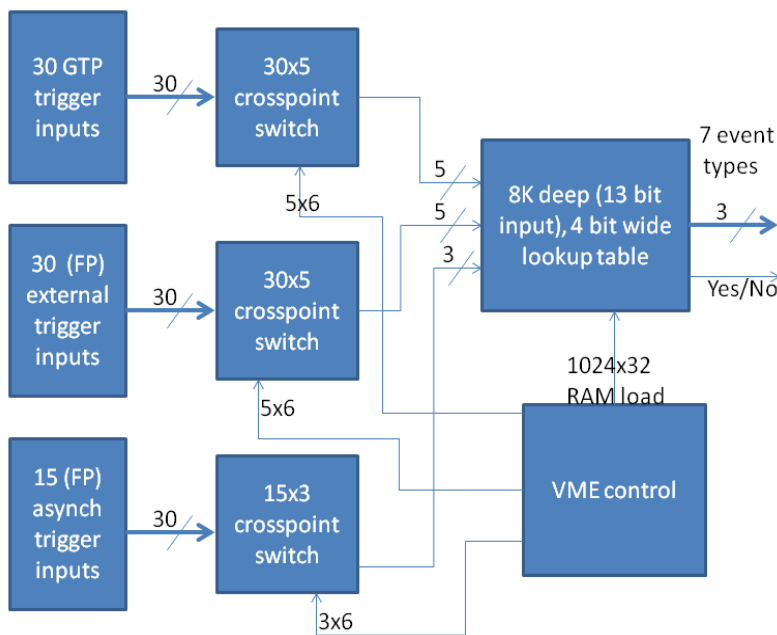 30 GTP
trigger
inputs
30
30x5
crosspoint
switch
5x6
30 (FP)
external
trigger
inputs
30
30x5
crosspoint
switch
5x6
15 (FP)
asynch
trigger
inputs
30
15x3
crosspoint
switch
3x6
5
5
3
8K deep (13 bit
input), 4 bit wide
lookup table
7 event
types
3
Yes/No
1024x32
RAM load
VME control